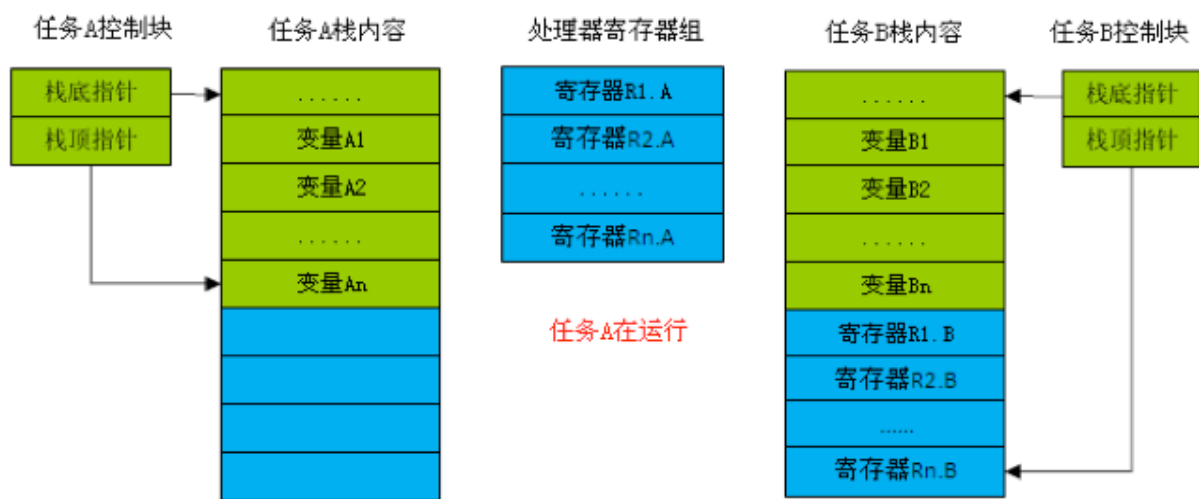 任务A控制块
任务A栈内容
处理器寄存器组
任务B栈内容
任务B控制块
栈底指针
栈顶指针
......
变量A1
变量A2
......
变量An
寄存器R1.A
寄存器R2.A
......
寄存器Rn.A
任务A在运行
......
变量B1
变量B2
......
变量Bn
寄存器R1.B
寄存器R2.B
......
寄存器Rn.B
栈底指针
栈顶指针